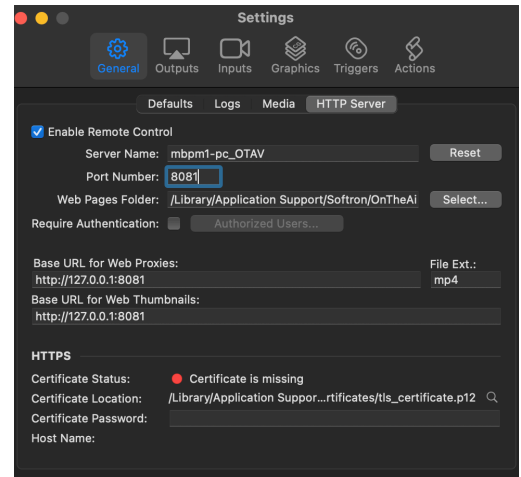 Settings
General Outputs Inputs Graphics Triggers Actions
Defaults Logs Media HTTP Server
Enable Remote Control
Server Name: mbpm1-pc_OTAV Reset
Port Number: 8081
Web Pages Folder: /Library/Application Support/Softron/OnTheAi Select...
Require Authentication: Authorized Users...
Base URL for Web Proxies: File Ext.:
http://127.0.0.1:8081 mp4
Base URL for Web Thumbnails:
http://127.0.0.1:8081
HTTPS
Certificate Status: Certificate is missing
Certificate Location: /Library/Application Suppor...rtificates/tls_certificate.p12
Certificate Password:
Host Name: